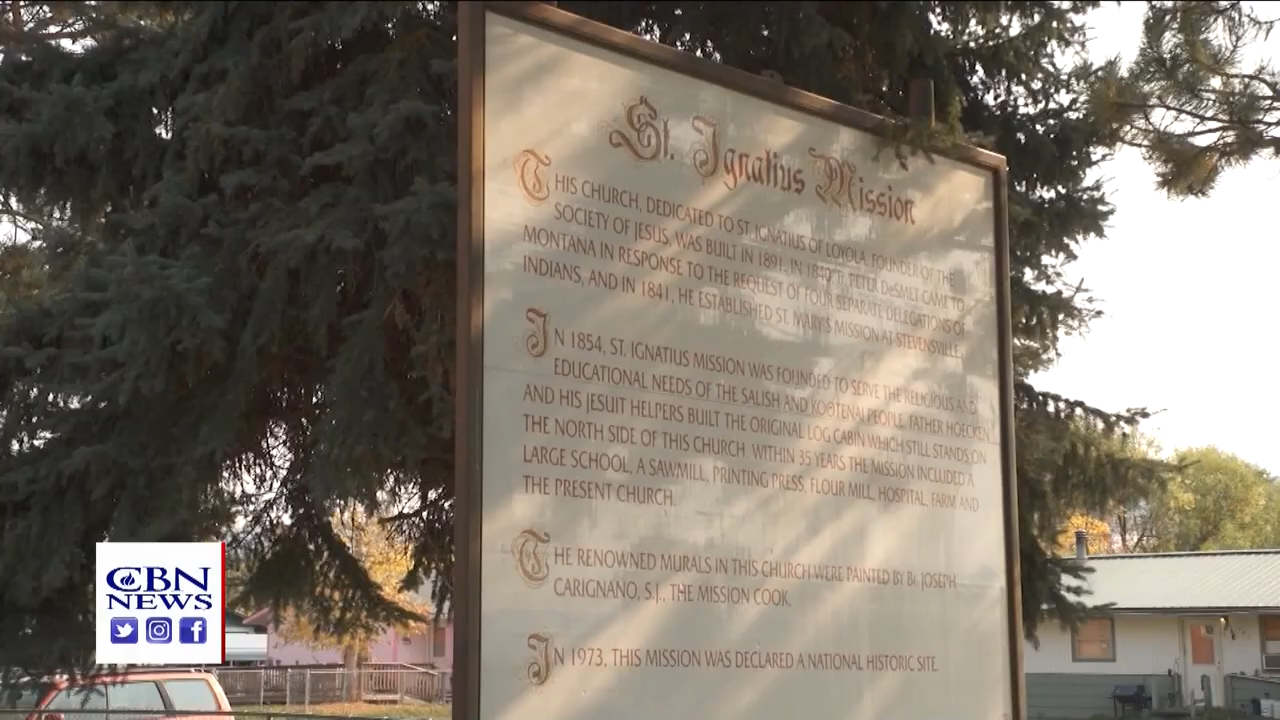 St. Ignatius Mission
THIS CHURCH, DEDICATED TO ST. IGNATIUS OF LOYOLA, FOUNDER OF THE
SOCIETY OF JESUS, WAS BUILT IN 1891. IN 1840, Fr. PETER DeSMET CAME TO
MONTANA IN RESPONSE TO THE REQUEST OF FOUR SEPARATE DELEGATIONS OF
INDIANS, AND IN 1841, HE ESTABLISHED ST. MARY'S MISSION AT STEVENSVILLE.
IN 1854, ST. IGNATIUS MISSION WAS FOUNDED TO SERVE THE RELIGIOUS AND
EDUCATIONAL NEEDS OF THE SALISH AND KOOTENAI PEOPLE. FATHER HOECKEN
AND HIS JESUIT HELPERS BUILT THE ORIGINAL LOG CABIN WHICH STILL STANDS ON
THE NORTH SIDE OF THIS CHURCH. WITHIN 35 YEARS THE MISSION INCLUDED A
LARGE SCHOOL, A SAWMILL, PRINTING PRESS, FLOUR MILL, HOSPITAL, FARM AND
THE PRESENT CHURCH.
THE RENOWNED MURALS IN THIS CHURCH WERE PAINTED BY Br. JOSEPH
CARIGNANO, S.J., THE MISSION COOK.
IN 1973, THIS MISSION WAS DECLARED A NATIONAL HISTORIC SITE.
CBN
NEWS